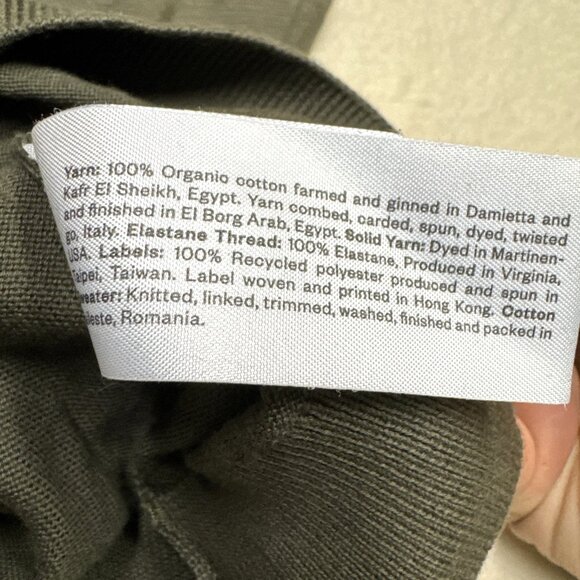 Yarn: 100% Organic cotton farmed and ginned in Damietta and
Kafr El Sheikh, Egypt. Yarn combed, carded, spun, dyed, twisted
and finished in El Borg Arab, Egypt. Solid Yarn: Dyed in Martinen-
go, Italy. Elastane Thread: 100% Elastane, Produced in Virginia,
USA. Labels: 100% Recycled polyester produced and spun in
Taipei, Taiwan. Label woven and printed in Hong Kong. Cotton
Sweater: Knitted, linked, trimmed, washed, finished and packed in
Romania.